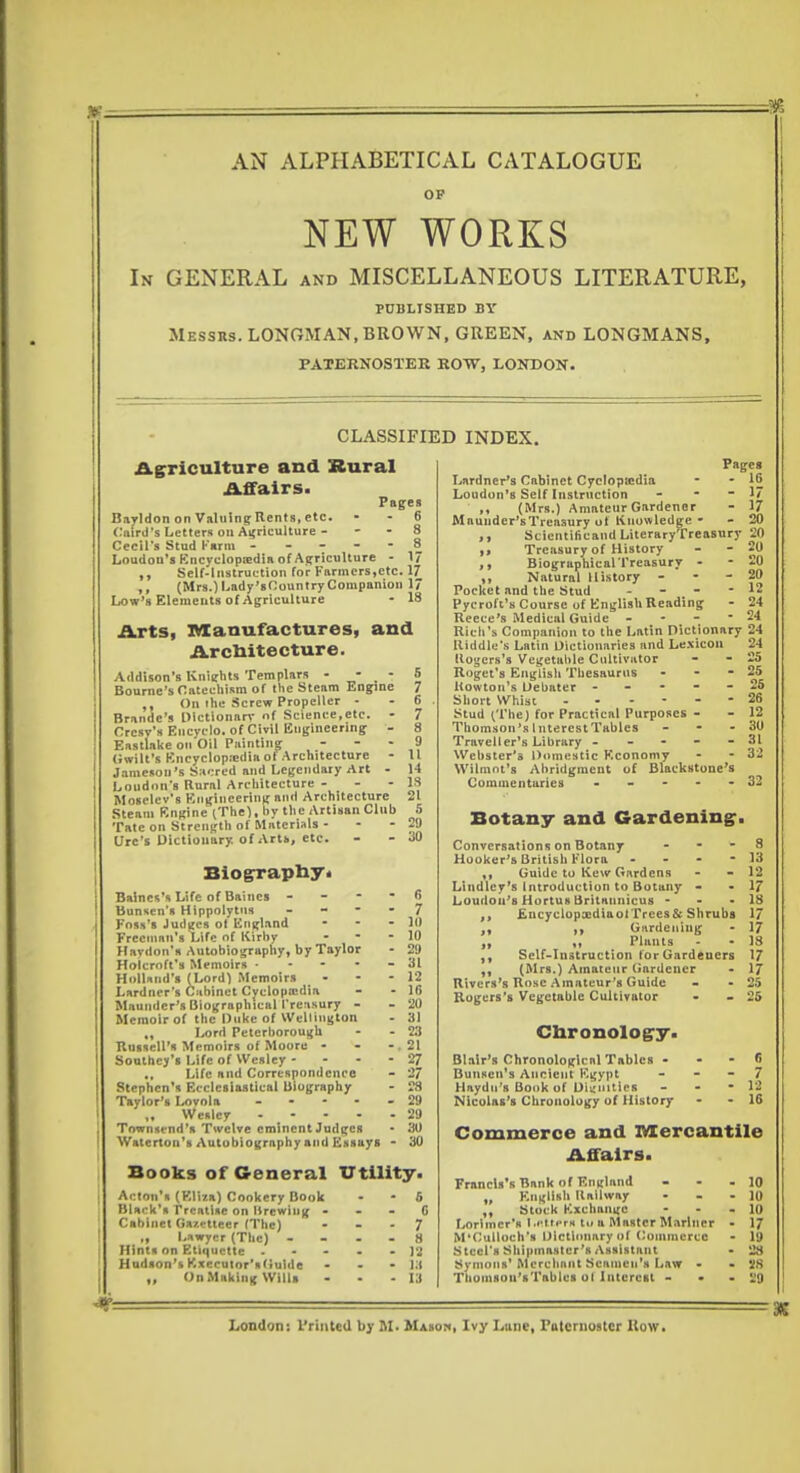 AN ALPHABETICAL CATALOGUE
OF
NEW WORKS
In GENERAL AND MISCELLANEOUS LITERATURE,
PUBLISHED BY
Messrs. LONGMAN, BROWN, GREEN, AND LONGMANS,
PATERNOSTER ROW, LONDON.
CLASSIFIED INDEX.
Agriculture and Rural
Affairs.
Pages
Bayldon on Valuing Rents, etc. - - 6
Caird's Letters on Agriculture - - - 8
Cecil's Stud Farm - - - - - 8
Loudon's Encyclopædia of Agriculture - 17
,, Self-Instruction for Farmers, etc. 17
,, (Mrs.) Lady's Country Companion 17
Low's Elements of Agriculture - 18
Arts, Manufactures, and
Architecture.
Addison's Knights Templars - - - 5
Bourne's Catechism of the Steam Engine 7
,, On the Screw Propeller - - 6
Brande's Dictionary of Science, etc. - 7
Cresy's Encyclo. of Civil Engineering - 8
Eastlake on Oil Painting - - - 9
Gwilt's Encyclopædia of Architecture - 11
Jameson's Sacred and Legendary Art - 14
Loudon's Rural Architecture - - - 18
Moseley's Engineering and Architecture 21
Steam Engine (The), by the Artisan Club 5
Tate on Strength of Materials - - - 29
Ure's Dictionary of Arts, etc. - - 30
Biography.
Baines's Life of Baines - - - - 6
Bunsen's Hippolytus - - - - 7
Foss's Judges of England - - - 10
Freeman's Life of Kirby - - - 10
Haydon's Autobiography, by Taylor - 29
Holcroft's Memoirs - - - - - 31
Holland's (Lord) Memoirs - - - 12
Lardner's Cabinet Cyclopædia - - 16
Maunder's Biographical Treasury - - 20
Memoir of the Duke of Wellington - 31
,, Lord Peterborough - - 23
Russell's Memoirs of Moore - - - 21
Southey's Life of Wesley - - - - 27
,, Life and Correspondence - 27
Stephen's Ecclesiastical Biography - 28
Taylor's Loyola - - - - - 29
,, Wesley - - - - - 29
Townsend's Twelve eminent Judges - 30
Waterton's Autobiography and Essays - 30
Books of General Utility.
Acton's (Eliza) Cookery Book - - 5
Black's Treatise on Brewing - - - 6
Cabinet Gazetteer (The) - - - 7
,, Lawyer (The) - - - - 8
Hints on Etiquette - - - - - 12
Hudson's Executor's Guide - - - 13
,, On Making Wills - - - 13
Pages
Lardner's Cabinet Cyclopædia - - 16
Loudon's Self Instruction - - - 17
,, (Mrs.) Amateur Gardener - 17
Maunder's Treasury of Knowledge - - 20
,, Scientific and Literary Treasury 20
,, Treasury of History - - 20
,, Biographical Treasury - - 20
,, Natural History - - - 20
Pocket and the Stud - - - - 12
Pycroft's Course of English Reading - 24
Reece's Medical Guide - - - - 24
Rich's Companion to the Latin Dictionary 24
Riddle's Latin Dictionaries and Lexicon 24
Rogers's Vegetable Cultivator - - 25
Roget's English Thesaurus - - - 25
Rowton's Debater - - - - - 25
Short Whist - - - - - - 26
Stud (The) for Practical Purposes - - 12
Thomson's Interest Tables - - - 30
Traveller's Library - - - - - 31
Webster's Domestic Economy - - 32
Wilmot's Abridgment of Blackstone's
Commentaries - - - - - 32
Botany and Gardening.
Conversations on Botany - - - 8
Hooker's British Flora - - - - 13
,, Guide to Kew Gardens - - 12
Lindley's Introduction to Botany - - 17
Loudon's Hortus Britannicus - - - 18
,, Encyclopædia of Trees & Shrubs 17
,, ,, Gardening - 17
,, ,, Plants - - 18
,, Self-Instruction for Gardeners 17
,, (Mrs.) Amateur Gardener - 17
Rivers's Rose Amateur's Guide - - 25
Rogers's Vegetable Cultivator - - 25
Chronology.
Blair's Chronological Tables - - - 6
Bunsen's Ancient Egypt - - - 7
Haydn's Book of Dignities - - - 12
Nicolas's Chronology of History - - 16
Commerce and Mercantile
Affairs.
Francis's Bank of England - - - 10
,, English Railway - - - 10
,, Stock Exchange - - - 10
Lorimer's Letters to a Master Mariner - 17
M'Culloch's Dictionary of Commerce - 19
Steel's Shipmaster's Assistant - 28
Symons' Merchant Seamen's Law - - 28
Thomson's Tables of Interest - - - 29
London: Printed by M. Mason, Ivy Lane, Paternoster Row.